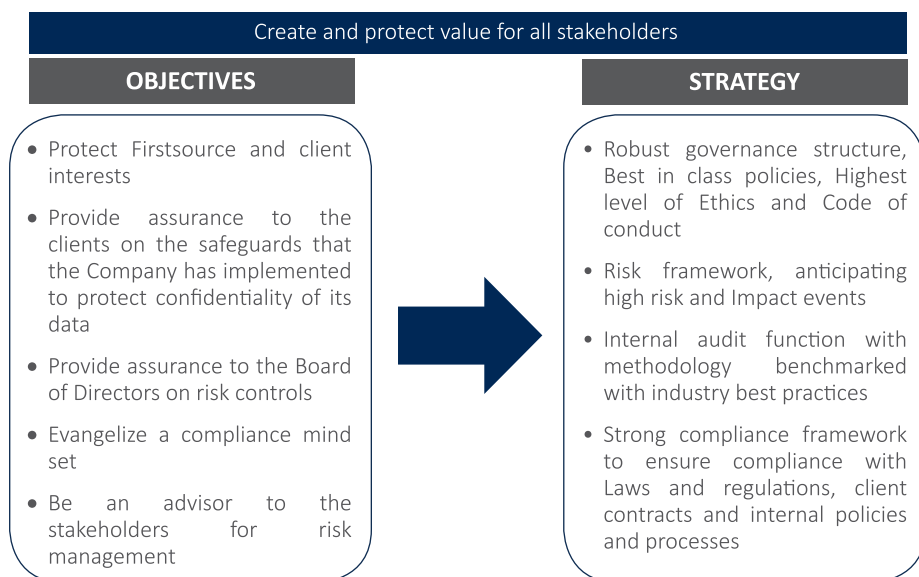 Create and protect value for all stakeholders
OBJECTIVES
• Protect Firstsource and client
interests
• Provide assurance to the
clients on the safeguards that
the Company has implemented
to protect confidentiality of its
data
• Provide assurance to the Board
of Directors on risk controls
• Evangelize a compliance mind
set
• Be an advisor to the
stakeholders for risk
management
STRATEGY
• Robust governance structure,
Best in class policies, Highest
level of Ethics and Code of
conduct
• Risk framework, anticipating
high risk and Impact events
• Internal audit function with
methodology benchmarked
with industry best practices
• Strong compliance framework
to ensure compliance with
Laws and regulations, client
contracts and internal policies
and processes